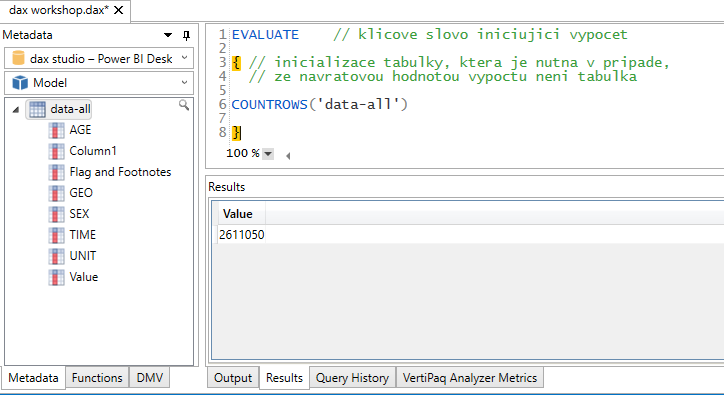 dax workshop.dax*
Metadata
dax studio – Power BI Desk
Model
data-all
AGE
Column1
Flag and Footnotes
GEO
SEX
TIME
UNIT
Value
Metadata Functions DMV
1 EVALUATE // klicove slovo iniciujici vypocet
2
3 { // inicializace tabulky, ktera je nutna v pripade,
4 // ze navratovou hodnotou vypoctu neni tabulka
5
6 COUNTROWS('data-all')
7
8 }
100 %
Results
Value
2611050
Output Results Query History VertiPaq Analyzer Metrics